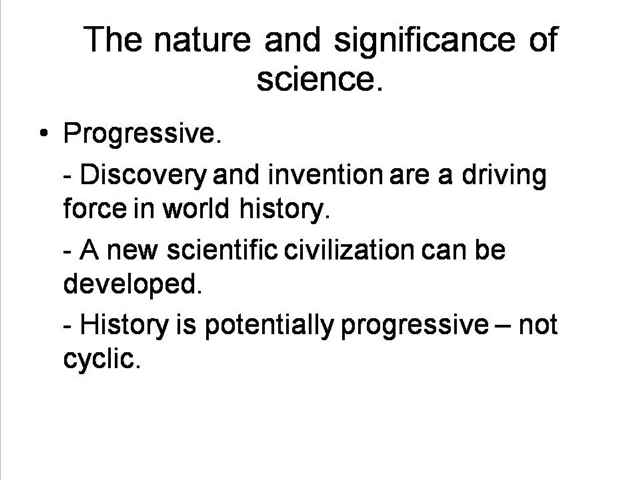 The nature and significance of
science.
• Progressive.
- Discovery and invention are a driving
force in world history.
- A new scientific civilization can be
developed.
- History is potentially progressive – not
cyclic.